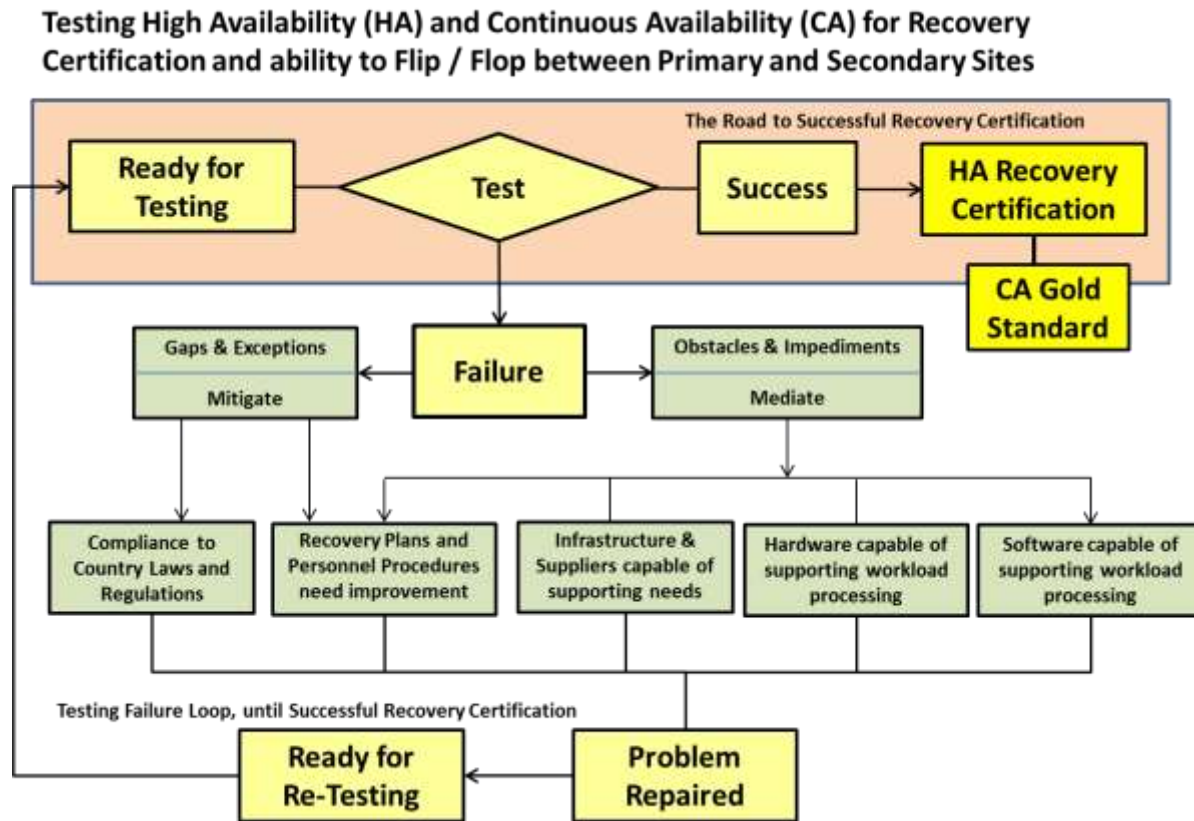 Testing High Availability (HA) and Continuous Availability (CA) for Recovery
Certification and ability to Flip / Flop between Primary and Secondary Sites
The Road to Successful Recovery Certification
Ready for
Testing
Test
Success
HA Recovery
Certification
CA Gold
Standard
Gaps & Exceptions
Mitigate
Failure
Obstacles & Impediments
Mediate
Compliance to
Country Laws and
Regulations
Recovery Plans and
Personnel Procedures
need improvement
Infrastructure &
Suppliers capable of
supporting needs
Hardware capable of
supporting workload
processing
Software capable of
supporting workload
processing
Testing Failure Loop, until Successful Recovery Certification
Ready for
Re-Testing
Problem
Repaired